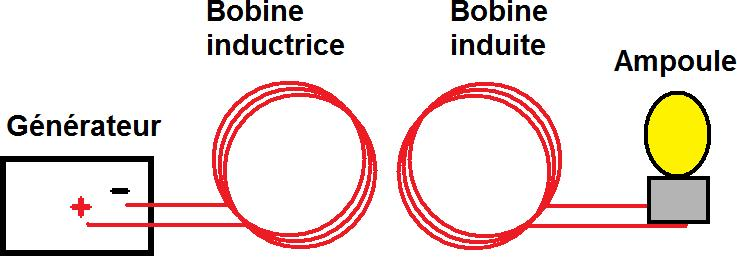 Bobine
inductrice
Bobine
induite
Ampoule
Générateur
+
-